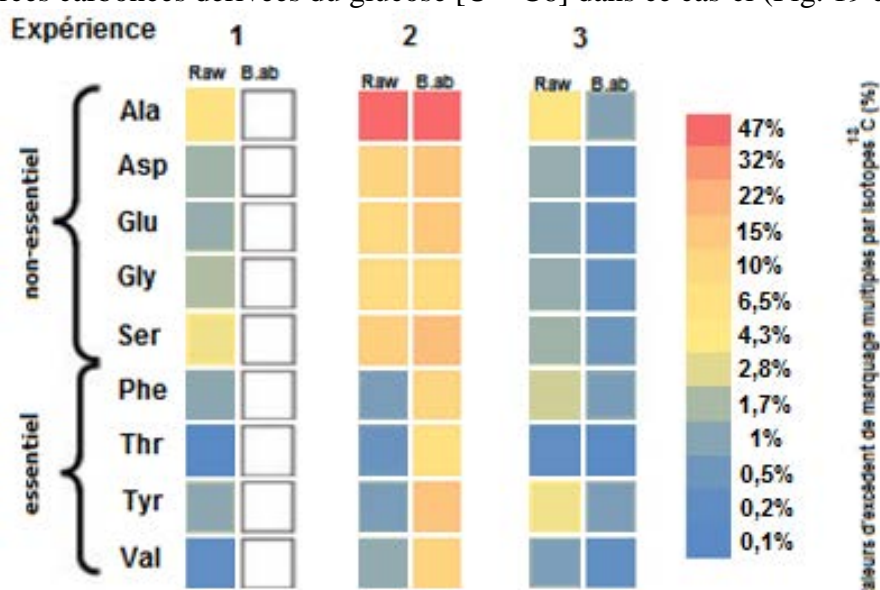 carbonées dérivées du glucose
dans ce cas-ci (Fig. 19
Expérience 1 2 3
Raw B.ab Raw B.ab Raw B.ab
non-essentiel
Ala
Asp
Glu
Gly
Ser
essentiel
Phe
Thr
Tyr
Val
47%
32%
22%
15%
10%
6,5%
4,3%
2,8%
1,7%
1%
0,5%
0,2%
0,1%
d'excédent de marquage multiples par isotopes 13C (%)